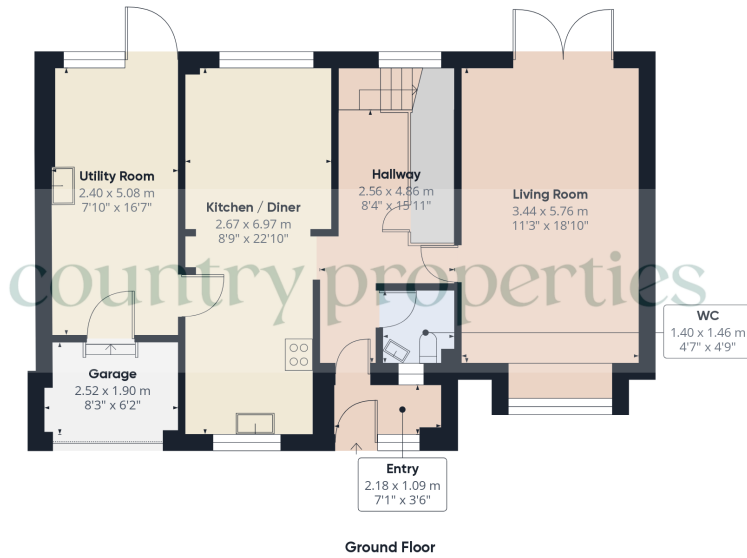 Utility Room
2.40 x 5.08 m
7'10" x 16'7"
Kitchen / Diner
2.67 x 6.97 m
8'9" x 22'10"
Hallway
2.56 x 4.86 m
8'4" x 15'11"
Living Room
3.44 x 5.76 m
11'3" x 18'10"
country properties
WC
1.40 x 1.46 m
4'7" x 4'9"
Garage
2.52 x 1.90 m
8'3" x 6'2"
Entry
2.18 x 1.09 m
7'1" x 3'6"
Ground Floor